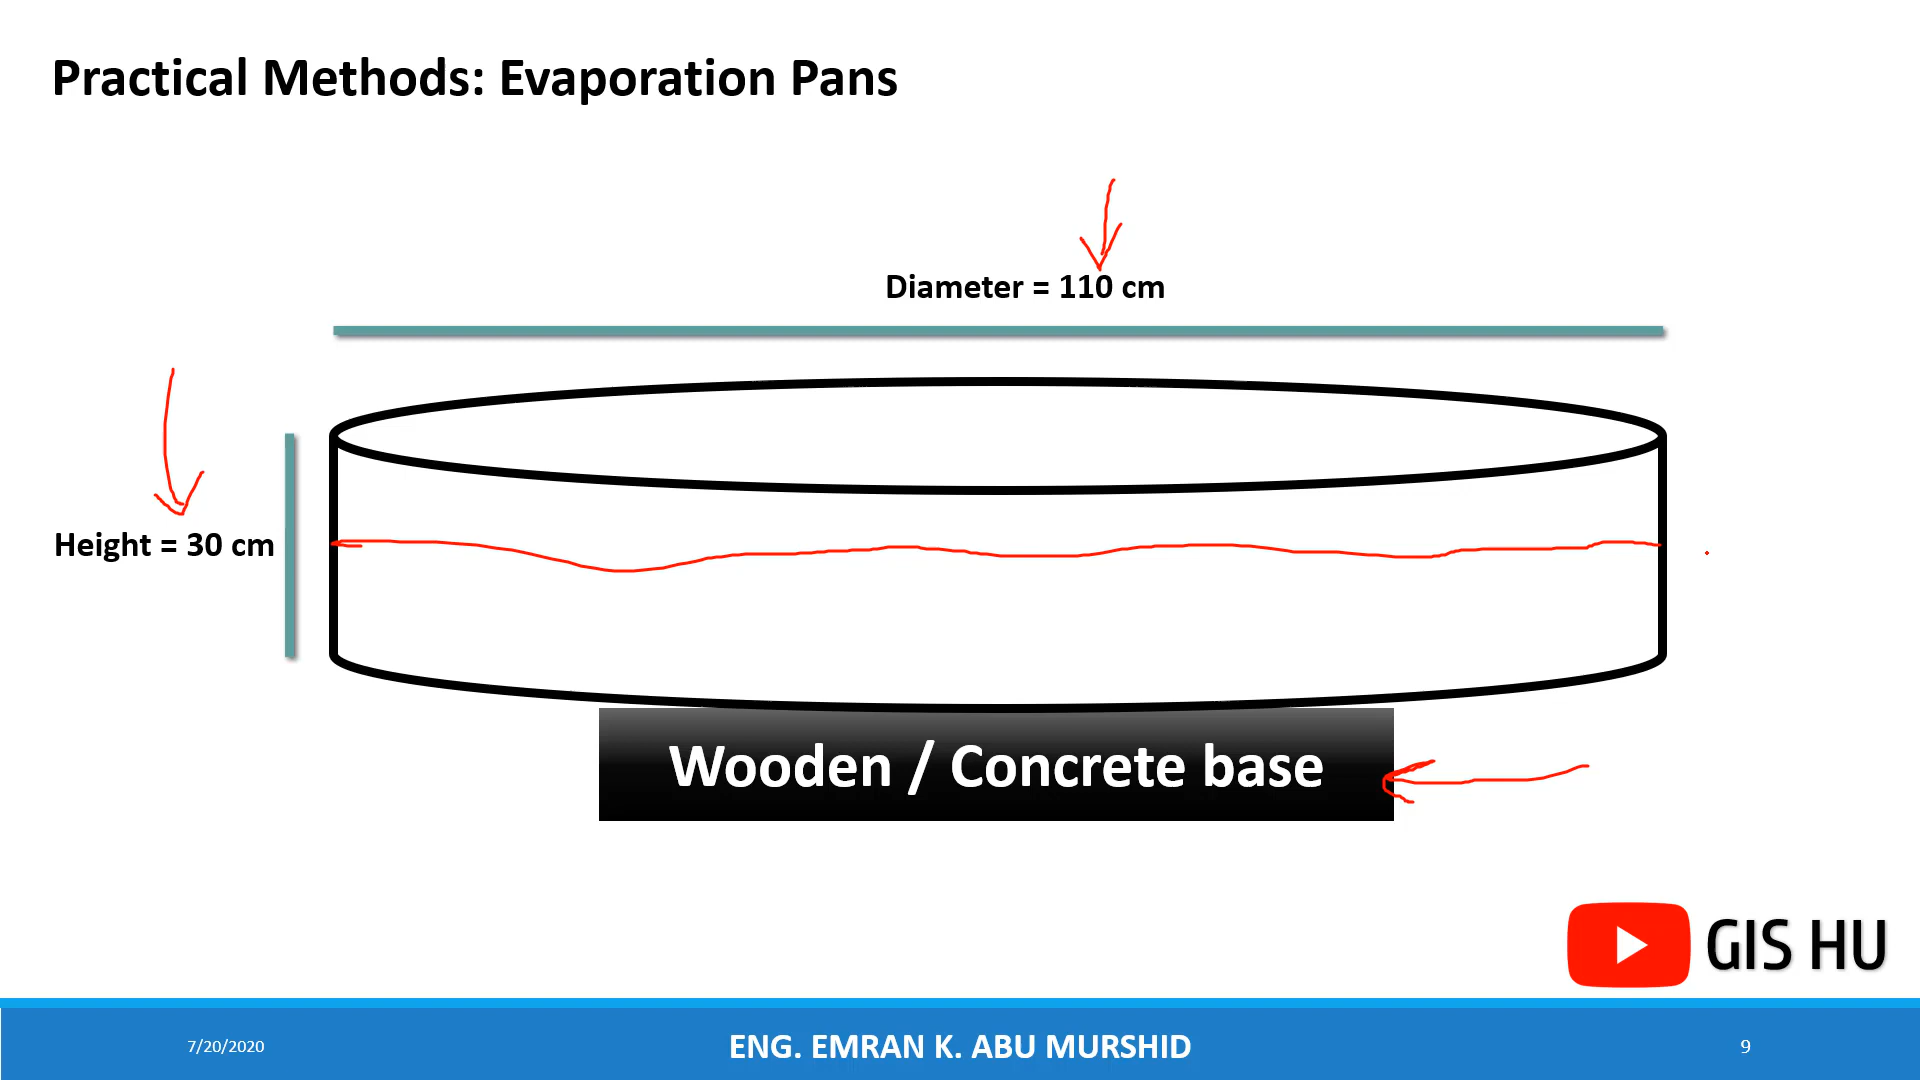 Practical Methods: Evaporation Pans
Diameter = 110 cm
Height = 30 cm
Wooden / Concrete base
GIS HU
7/20/2020
ENG. EMRAN K. ABU MURSHID
9